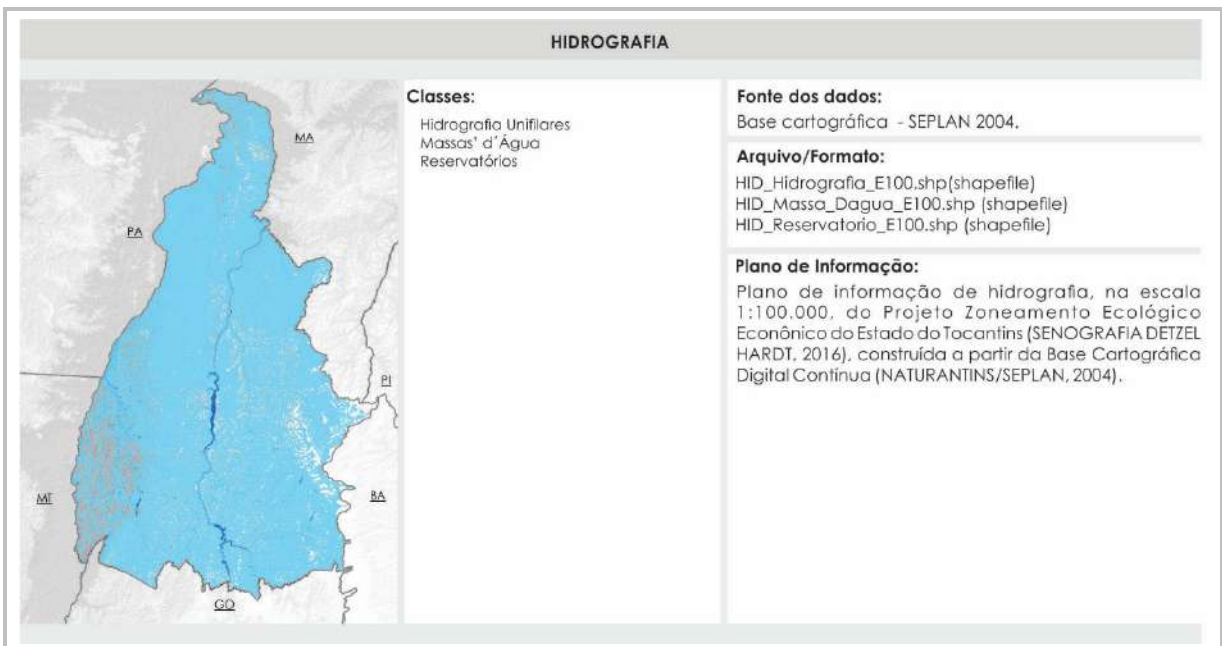 HIDROGRAFIA
MA
PA
PI
MT
BA
GO
Classes:
Hidrografia Unifilares
Massas' d´Água
Reservatórios
Fonte dos dados:
Base cartográfica - SEPLAN 2004.
Arquivo/Formato:
HID_Hidrografia_E100.shp(shapefile)
HID_Massa_Dagua_E100.shp (shapefile)
HID_Reservatorio_E100.shp (shapefile)
Plano de Informação:
Plano de informação de hidrografia, na escala
1:100.000, do Projeto Zoneamento Ecológico
Econônico do Estado do Tocantins (SENOGRAFIA DETZEL
HARDT, 2016), construída a partir da Base Cartográfica
Digital Contínua (NATURANTINS/SEPLAN, 2004).